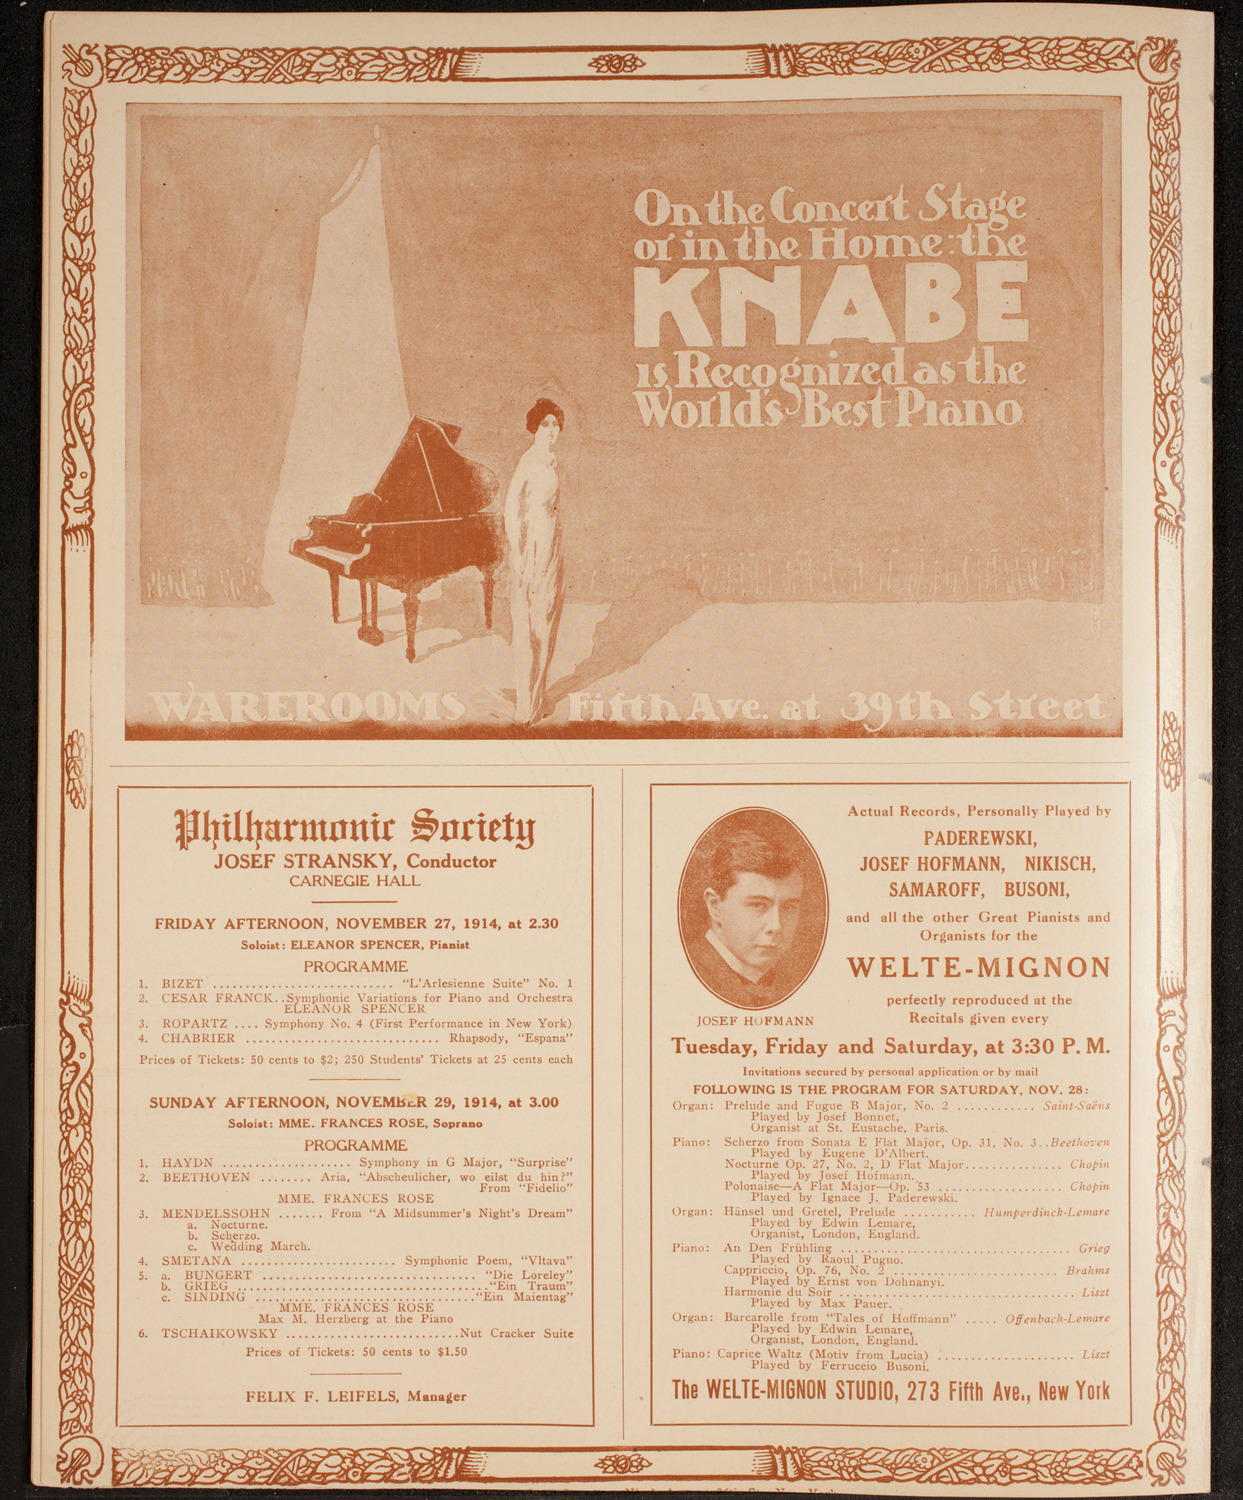 On the Concert Stage
or in the Home: the
KNABE
is Recognized as the
World's Best Piano
WAREROOMS Fifth Ave. at 39th Street
Philharmonic Society
JOSEF STRANSKY, Conductor
CARNEGIE HALL
FRIDAY AFTERNOON, NOVEMBER 27, 1914, at 2.30
Soloist: ELEANOR SPENCER, Pianist
PROGRAMME
1. BIZET ............................ "L'Arlesienne Suite" No. 1
2. CESAR FRANCK..Symphonic Variations for Piano and Orchestra
ELEANOR SPENCER
3. ROPARTZ .... Symphony No. 4 (First Performance in New York)
4. CHABRIER .............................. Rhapsody, "Espana"
Prices of Tickets: 50 cents to $2; 250 Students' Tickets at 25 cents each
SUNDAY AFTERNOON, NOVEMBER 29, 1914, at 3.00
Soloist: MME. FRANCES ROSE, Soprano
PROGRAMME
1. HAYDN .................... Symphony in G Major, "Surprise"
2. BEETHOVEN ........ Aria, "Abscheulicher, wo eilst du hin?"
From "Fidelio"
MME. FRANCES ROSE
3. MENDELSSOHN ....... From "A Midsummer's Night's Dream"
a. Nocturne.
b. Scherzo.
c. Wedding March.
4. SMETANA ........................ Symphonic Poem, "Vltava"
5. a. BUNGERT ................................. "Die Loreley"
b. GRIEG ......................................"Ein Traum"
c. SINDING .................................."Ein Maientag"
MME. FRANCES ROSE
Max M. Herzberg at the Piano
6. TSCHAIKOWSKY ..........................Nut Cracker Suite
Prices of Tickets: 50 cents to $1.50
FELIX F. LEIFELS, Manager
JOSEF HOFMANN
Actual Records, Personally Played by
PADEREWSKI,
JOSEF HOFMANN, NIKISCH,
SAMAROFF, BUSONI,
and all the other Great Pianists and
Organists for the
WELTE-MIGNON
perfectly reproduced at the
Recitals given every
Tuesday, Friday and Saturday, at 3:30 P. M.
Invitations secured by personal application or by mail
FOLLOWING IS THE PROGRAM FOR SATURDAY, NOV. 28:
Organ: Prelude and Fugue B Major, No. 2 ............ Saint-Saëns
Played by Josef Bonnet,
Organist at St. Eustache, Paris.
Piano: Scherzo from Sonata E Flat Major, Op. 31, No. 3..Beethoven
Played by Eugene D'Albert.
Nocturne Op. 27, No. 2, D Flat Major................ Chopin
Played by Josef Hofmann.
Polonaise—A Flat Major—Op. 53 ................... Chopin
Played by Ignace J. Paderewski.
Organ: Hänsel und Gretel, Prelude ........... Humperdinck-Lemare
Played by Edwin Lemare,
Organist, London, England.
Piano: An Den Frühling .................................... Grieg
Played by Raoul Pugno.
Cappriccio, Op. 76, No. 2 .......................... Brahms
Played by Ernst von Dohnanyi.
Harmonie du Soir .................................... Liszt
Played by Max Pauer.
Organ: Barcarolle from "Tales of Hoffmann" ..... Offenbach-Lemare
Played by Edwin Lemare,
Organist, London, England.
Piano: Caprice Waltz (Motiv from Lucia) ..................... Liszt
Played by Ferruccio Busoni.
The WELTE-MIGNON STUDIO, 273 Fifth Ave., New York